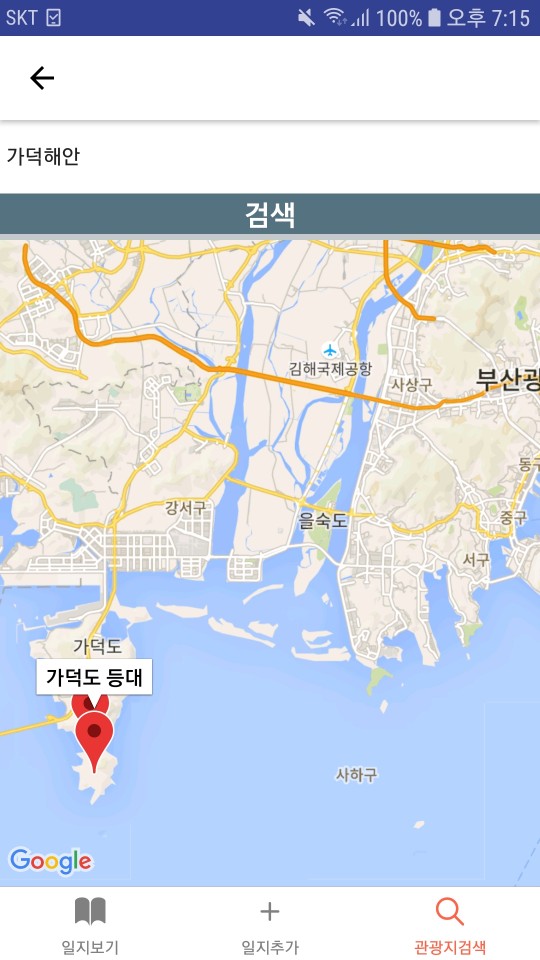 SKT 100% 오후 7:15
가덕해안
검색
김해국제공항
사상구
부산광
동구
강서구
을숙도
중구
서구
가덕도
가덕도 등대
사하구
Google
일지보기 일지추가 관광지검색